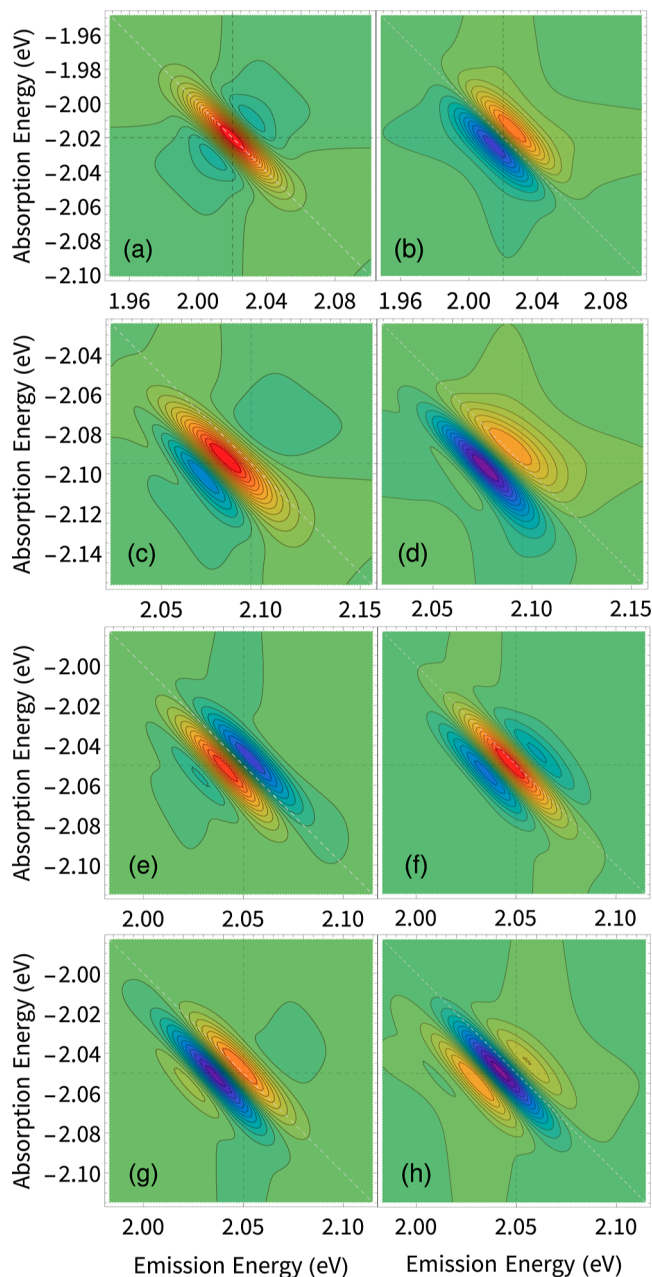 Absorption Energy (eV)
−1.96
−1.98
−2.00
−2.02
−2.04
−2.06
−2.08
−2.10
(a)
(b)
1.96 2.00 2.04 2.08
1.96 2.00 2.04 2.08
Absorption Energy (eV)
−2.04
−2.06
−2.08
−2.10
−2.12
−2.14
(c)
(d)
2.05 2.10 2.15
2.05 2.10 2.15
Absorption Energy (eV)
−2.00
−2.02
−2.04
−2.06
−2.08
−2.10
(e)
(f)
2.00 2.05 2.10
2.00 2.05 2.10
Absorption Energy (eV)
−2.00
−2.02
−2.04
−2.06
−2.08
−2.10
(g)
(h)
2.00 2.05 2.10
2.00 2.05 2.10
Emission Energy (eV)
Emission Energy (eV)